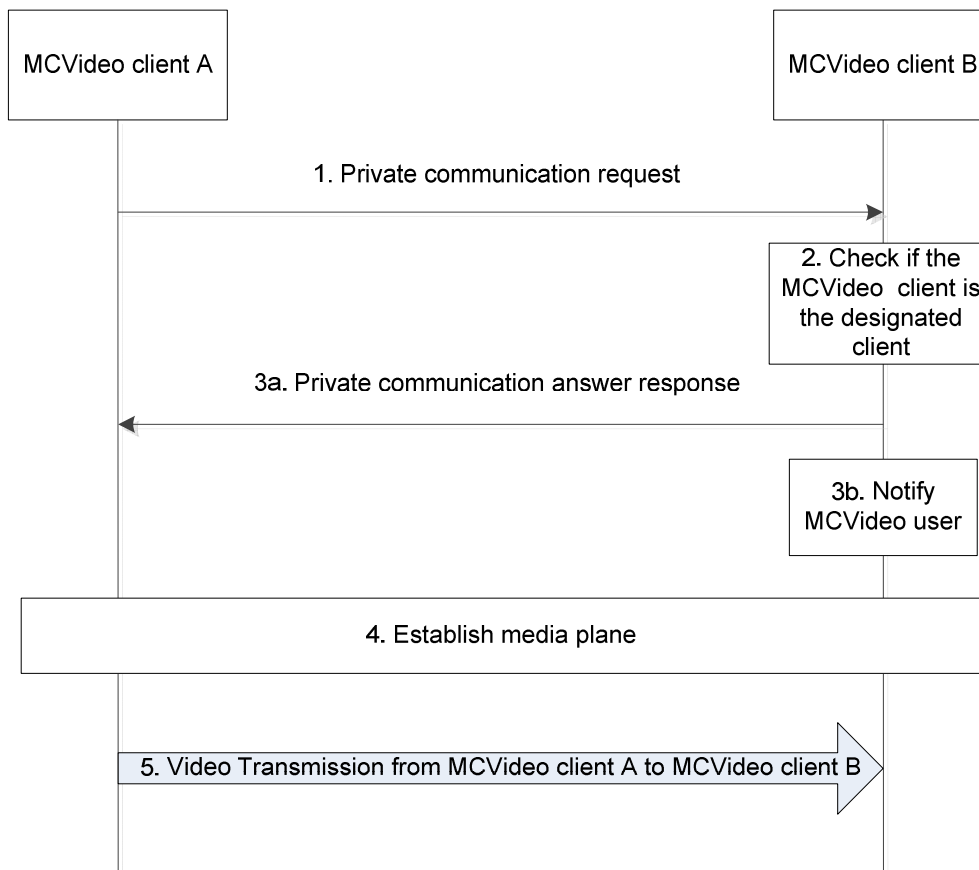 MCVideo client A
MCVideo client B
1. Private communication request
2. Check if the
MCVideo client is
the designated
client
3a. Private communication answer response
3b. Notify
MCVideo user
4. Establish media plane
5. Video Transmission from MCVideo client A to MCVideo client B